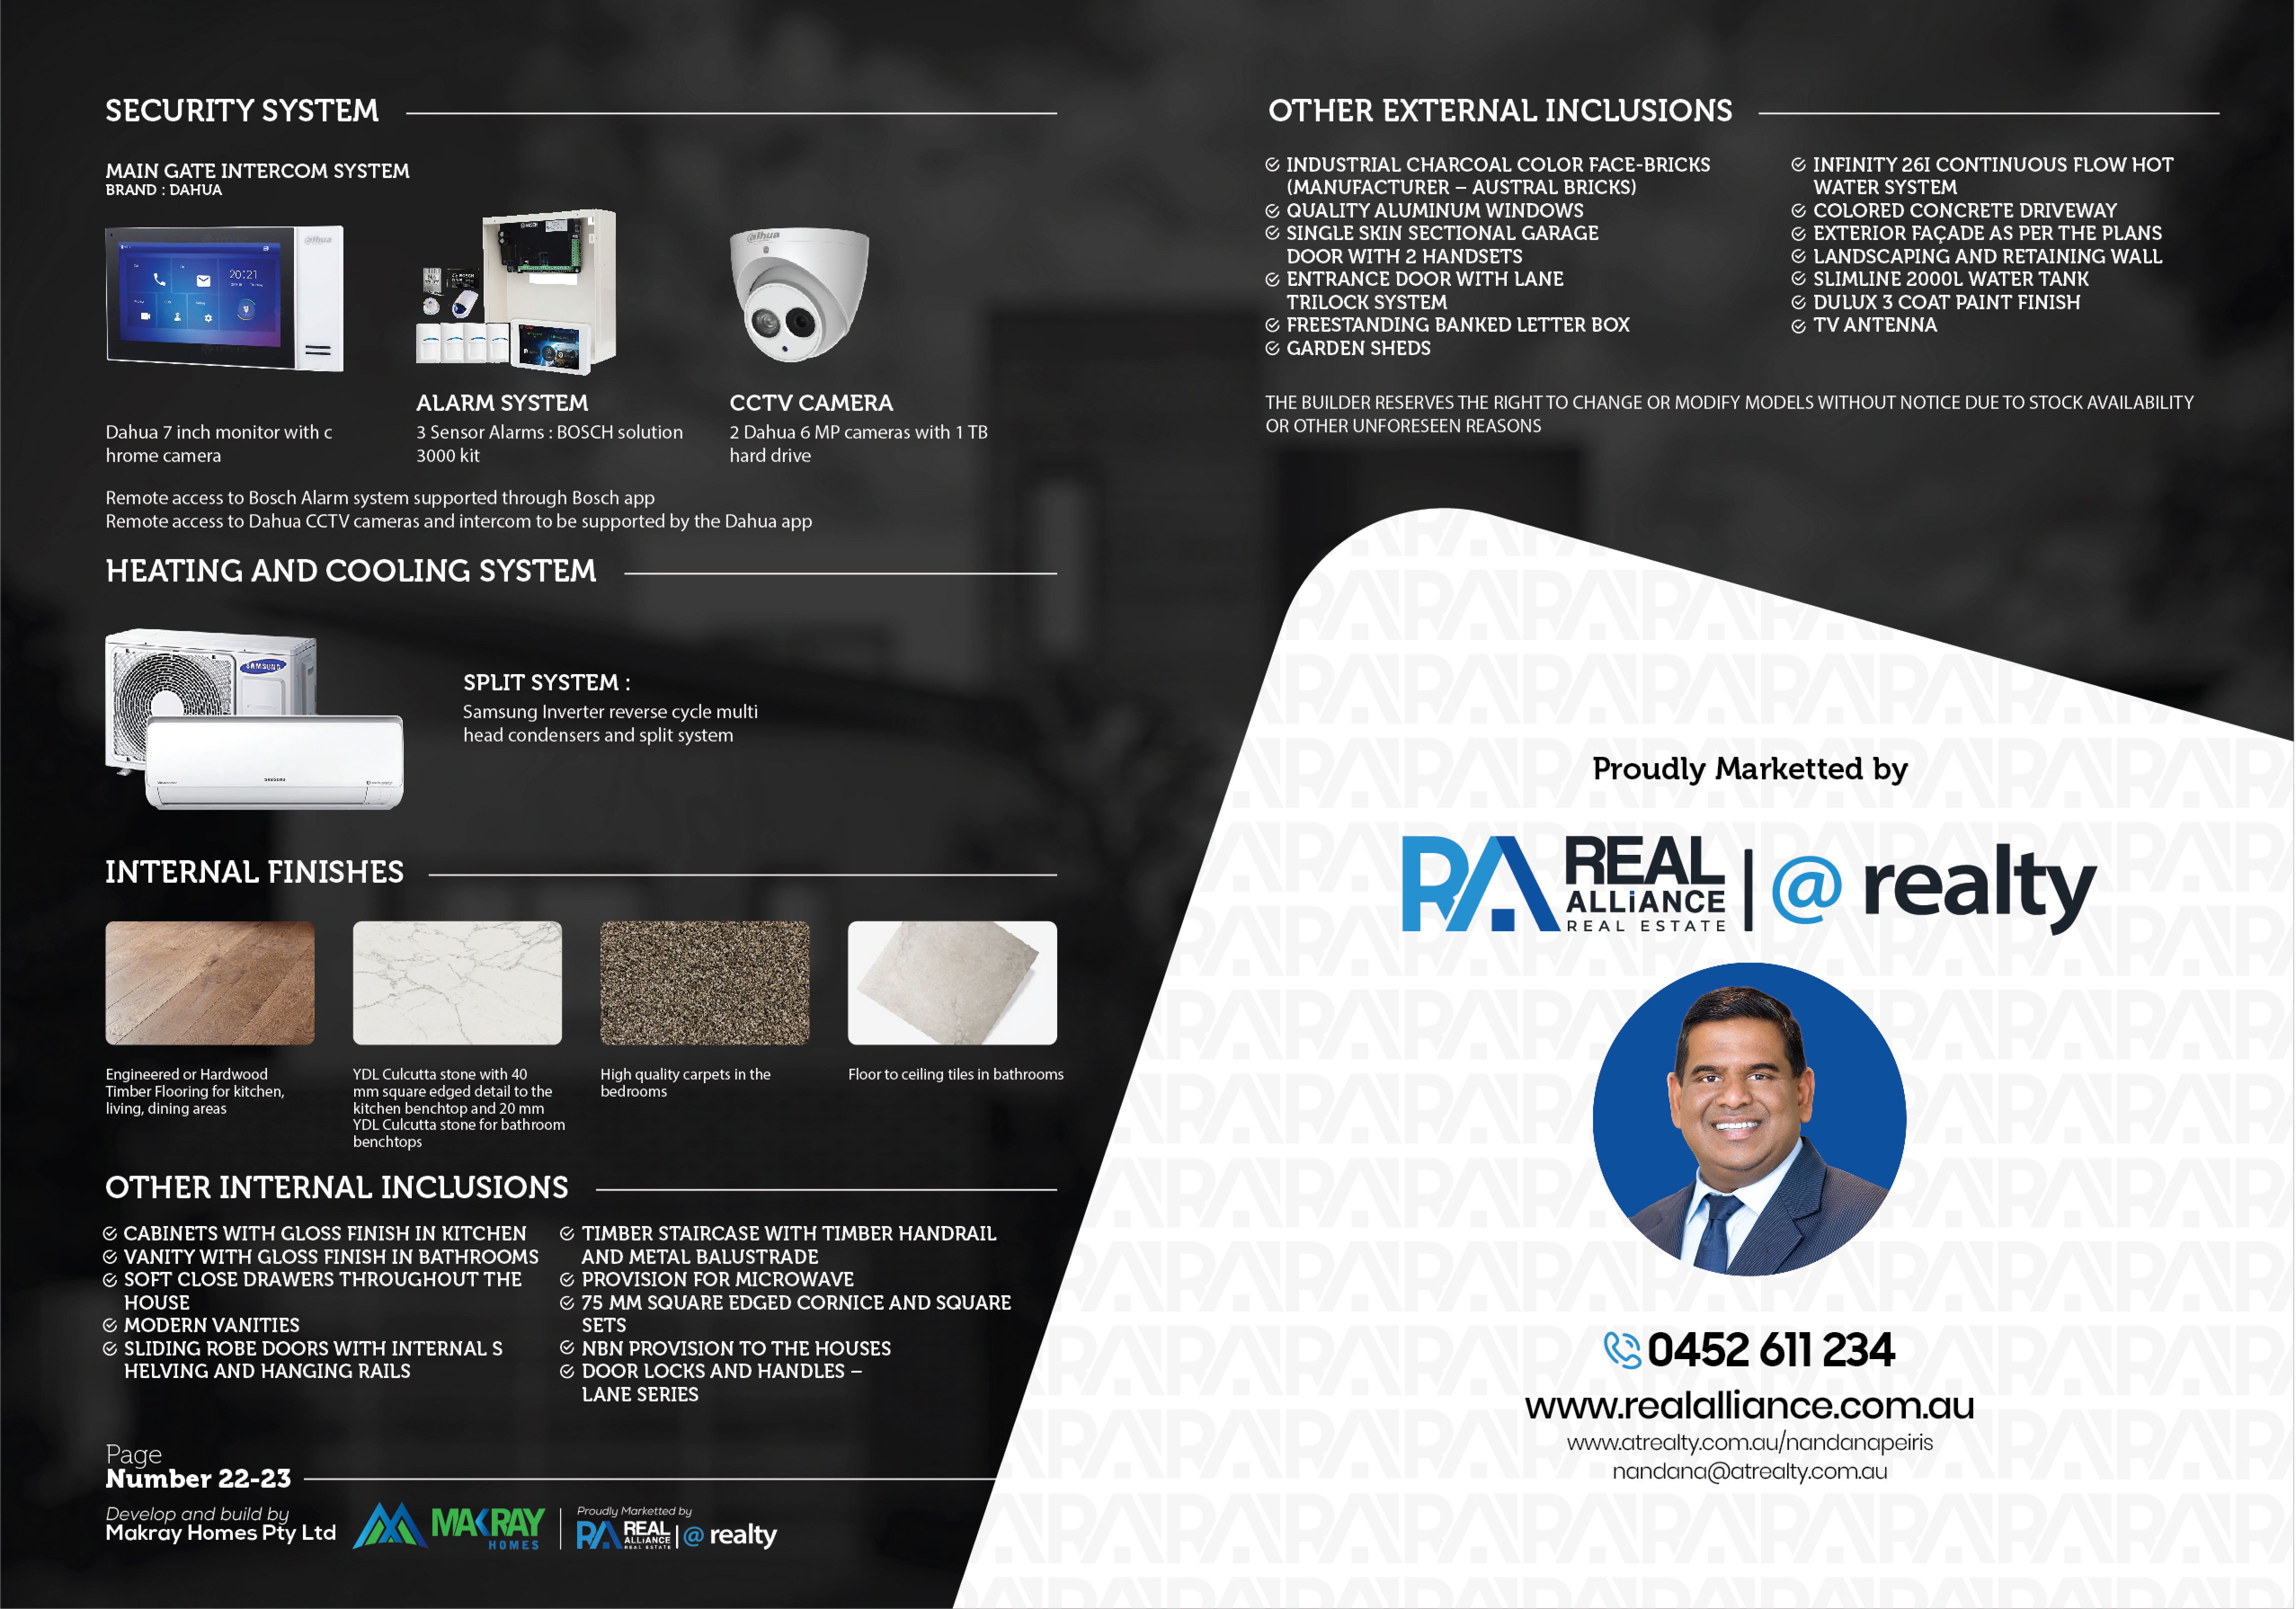 SECURITY SYSTEM
MAIN GATE INTERCOM SYSTEM
BRAND : DAHUA
alhua
20:21
BOSCH
alhua
Dahua 7 inch monitor with c
hrome camera
ALARM SYSTEM
3 Sensor Alarms : BOSCH solution
3000 kit
CCTV CAMERA
2 Dahua 6 MP cameras with 1 TB
hard drive
Remote access to Bosch Alarm system supported through Bosch app
Remote access to Dahua CCTV cameras and intercom to be supported by the Dahua app
HEATING AND COOLING SYSTEM
SAMSUNG
SAMSUNG
SPLIT SYSTEM :
Samsung Inverter reverse cycle multi
head condensers and split system
INTERNAL FINISHES
Engineered or Hardwood
Timber Flooring for kitchen,
living, dining areas
YDL Culcutta stone with 40
mm square edged detail to the
kitchen benchtop and 20 mm
YDL Culcutta stone for bathroom
benchtops
High quality carpets in the
bedrooms
Floor to ceiling tiles in bathrooms
OTHER INTERNAL INCLUSIONS
CABINETS WITH GLOSS FINISH IN KITCHEN
VANITY WITH GLOSS FINISH IN BATHROOMS
SOFT CLOSE DRAWERS THROUGHOUT THE
HOUSE
MODERN VANITIES
SLIDING ROBE DOORS WITH INTERNAL S
HELVING AND HANGING RAILS
TIMBER STAIRCASE WITH TIMBER HANDRAIL
AND METAL BALUSTRADE
PROVISION FOR MICROWAVE
75 MM SQUARE EDGED CORNICE AND SQUARE
SETS
NBN PROVISION TO THE HOUSES
DOOR LOCKS AND HANDLES –
LANE SERIES
Page
Number 22-23
Develop and build by
Makray Homes Pty Ltd
MAKRAY
HOMES
Proudly Marketted by
RA REAL
ALLiANCE
REAL ESTATE
@ realty
OTHER EXTERNAL INCLUSIONS
INDUSTRIAL CHARCOAL COLOR FACE-BRICKS
(MANUFACTURER – AUSTRAL BRICKS)
QUALITY ALUMINUM WINDOWS
SINGLE SKIN SECTIONAL GARAGE
DOOR WITH 2 HANDSETS
ENTRANCE DOOR WITH LANE
TRILOCK SYSTEM
FREESTANDING BANKED LETTER BOX
GARDEN SHEDS
INFINITY 26I CONTINUOUS FLOW HOT
WATER SYSTEM
COLORED CONCRETE DRIVEWAY
EXTERIOR FAÇADE AS PER THE PLANS
LANDSCAPING AND RETAINING WALL
SLIMLINE 2000L WATER TANK
DULUX 3 COAT PAINT FINISH
TV ANTENNA
THE BUILDER RESERVES THE RIGHT TO CHANGE OR MODIFY MODELS WITHOUT NOTICE DUE TO STOCK AVAILABILITY
OR OTHER UNFORESEEN REASONS
Proudly Marketted by
RA REAL
ALLiANCE
REAL ESTATE
@ realty
0452 611 234
www.realalliance.com.au
www.atrealty.com.au/nandanapeiris
nandana@atrealty.com.au